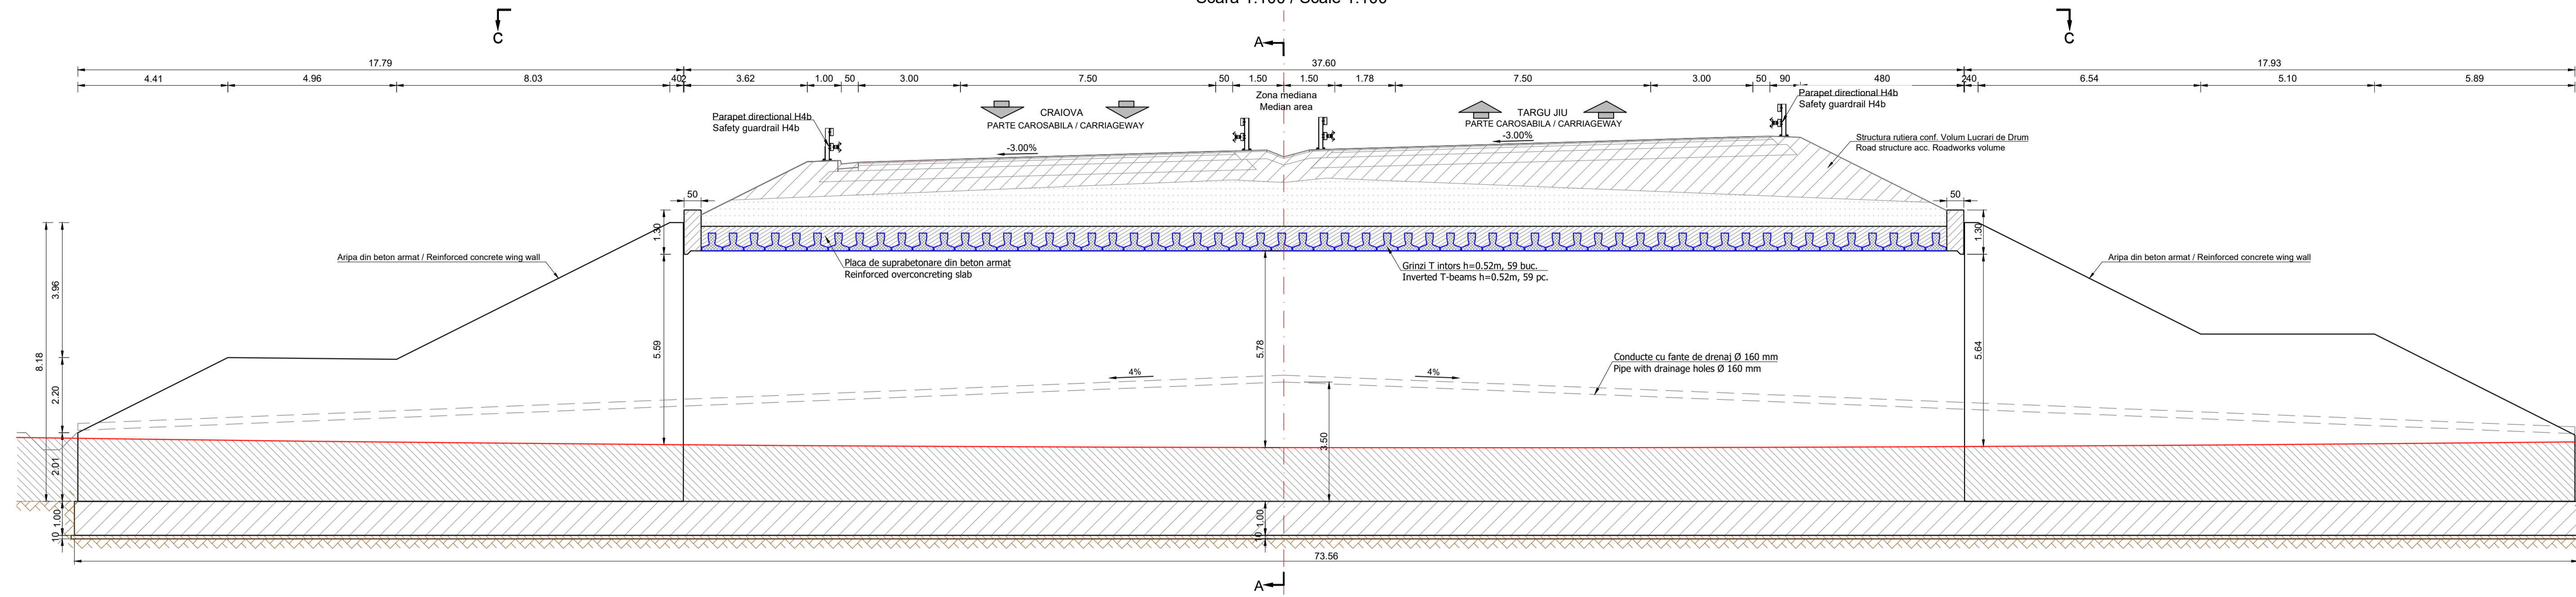 Scara 1:100 / Scale 1:100
C
C
A
17.79
37.60
17.93
4.41
4.96
8.03
402
3.62
1.00
50
3.00
7.50
50
1.50
1.50
1.78
7.50
3.00
50
90
480
240
6.54
5.10
5.89
Zona mediana
Median area
Parapet directional H4b
Safety guardrail H4b
CRAIOVA
PARTE CAROSABILA / CARRIAGEWAY
TARGU JIU
PARTE CAROSABILA / CARRIAGEWAY
Parapet directional H4b
Safety guardrail H4b
-3.00%
-3.00%
Structura rutiera conf. Volum Lucrari de Drum
Road structure acc. Roadworks volume
50
50
1.30
1.30
Aripa din beton armat / Reinforced concrete wing wall
Placa de suprabetonare din beton armat
Reinforced overconcreting slab
Grinzi T intors h=0.52m, 59 buc.
Inverted T-beams h=0.52m, 59 pc.
Aripa din beton armat / Reinforced concrete wing wall
3.96
8.18
2.20
5.59
5.78
5.64
4%
4%
Conducte cu fante de drenaj Ø 160 mm
Pipe with drainage holes Ø 160 mm
3.50
2.01
1.00
10
1.00
10
73.56
A